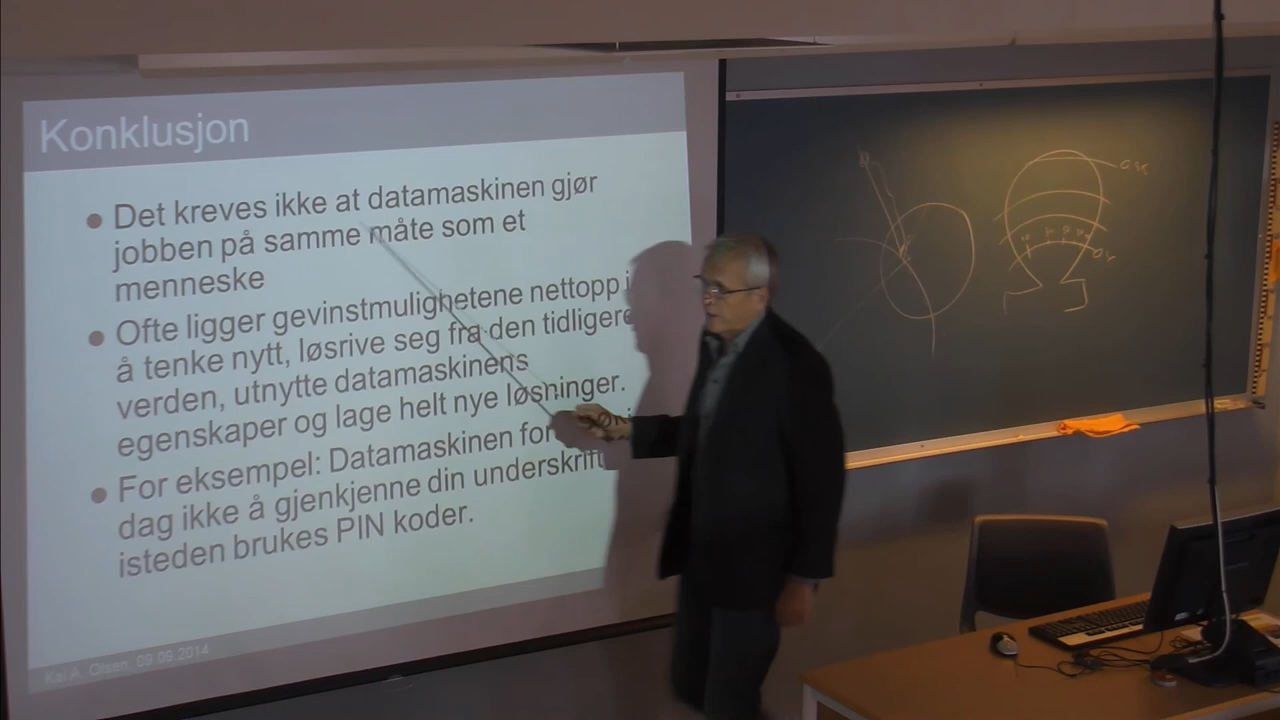 Konklusjon
Det kreves ikke at datamaskinen gjør
jobben på samme måte som et
menneske
Ofte ligger gevinstmulighetene nettopp i
å tenke nytt, løsrive seg fra den tidligere
verden, utnytte datamaskinens
egenskaper og lage helt nye løsninger.
For eksempel: Datamaskinen
dag ikke å gjenkjenne din underskrift
isteden brukes PIN koder.
Kai A. Olsen, 09.09.2014